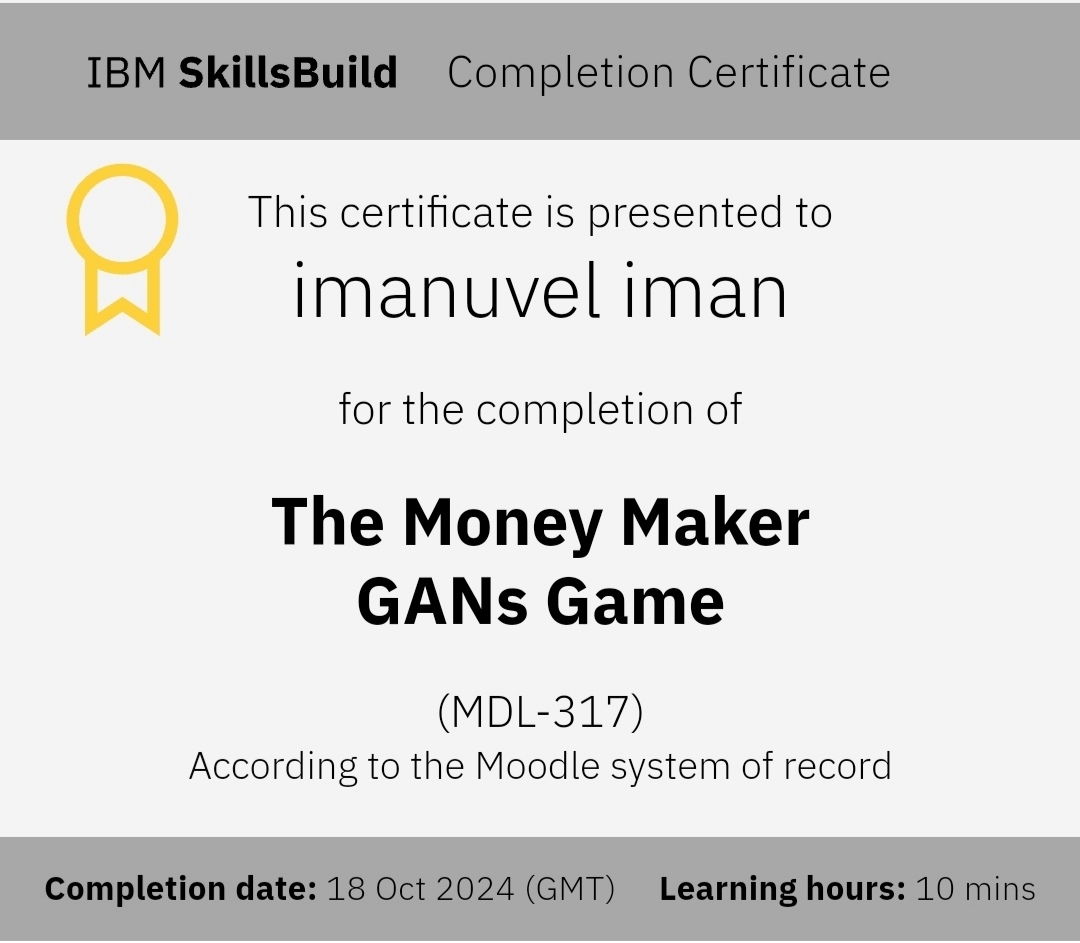 IBM SkillsBuild Completion Certificate
This certificate is presented to
imanuvel iman
for the completion of
The Money Maker
GANs Game
(MDL-317)
According to the Moodle system of record
Completion date: 18 Oct 2024 (GMT) Learning hours: 10 mins